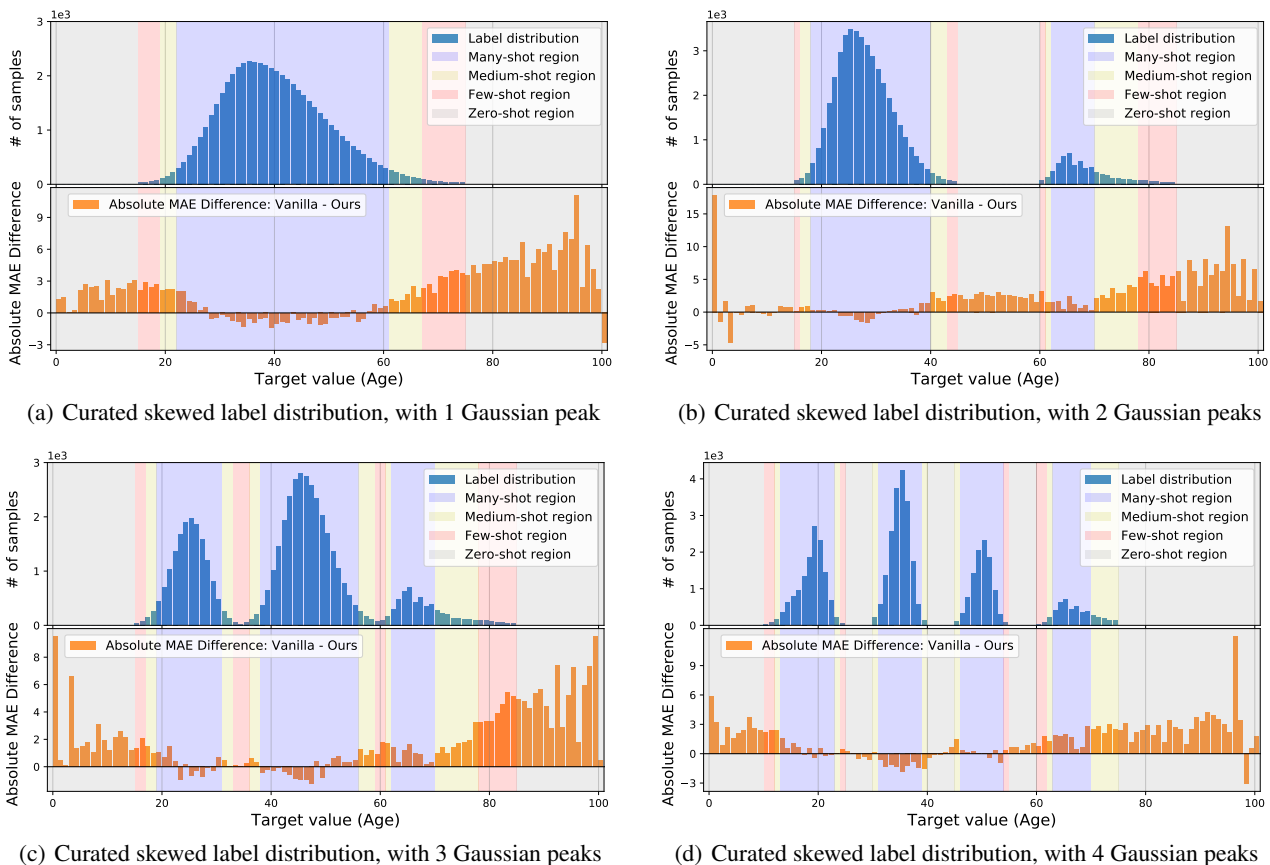 1e3
3
2
1
0
# of samples
Label distribution
Many-shot region
Medium-shot region
Few-shot region
Zero-shot region
Absolute MAE Difference: Vanilla - Ours
9
6
3
0
−3
Absolute MAE Difference
0 20 40 60 80 100
Target value (Age)
(a) Curated skewed label distribution, with 1 Gaussian peak
1e3
3
2
1
0
# of samples
Label distribution
Many-shot region
Medium-shot region
Few-shot region
Zero-shot region
Absolute MAE Difference: Vanilla - Ours
15
10
5
0
−5
Absolute MAE Difference
0 20 40 60 80 100
Target value (Age)
(b) Curated skewed label distribution, with 2 Gaussian peaks
1e3
3
2
1
0
# of samples
Label distribution
Many-shot region
Medium-shot region
Few-shot region
Zero-shot region
Absolute MAE Difference: Vanilla - Ours
8
6
4
2
0
Absolute MAE Difference
0 20 40 60 80 100
Target value (Age)
(c) Curated skewed label distribution, with 3 Gaussian peaks
1e3
4
3
2
1
0
# of samples
Label distribution
Many-shot region
Medium-shot region
Few-shot region
Zero-shot region
Absolute MAE Difference: Vanilla - Ours
9
6
3
0
−3
Absolute MAE Difference
0 20 40 60 80 100
Target value (Age)
(d) Curated skewed label distribution, with 4 Gaussian peaks